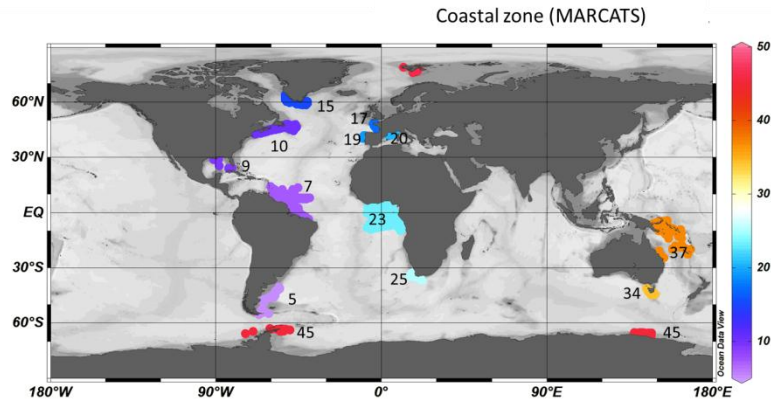 Coastal zone (MARCATS)
50
60°N
15
17
19
20
10
40
30°N
9
7
30
EQ
23
37
20
30°S
25
34
5
10
60°S
45
45
Ocean Data View
180°W
90°W
0°
90°E
180°E